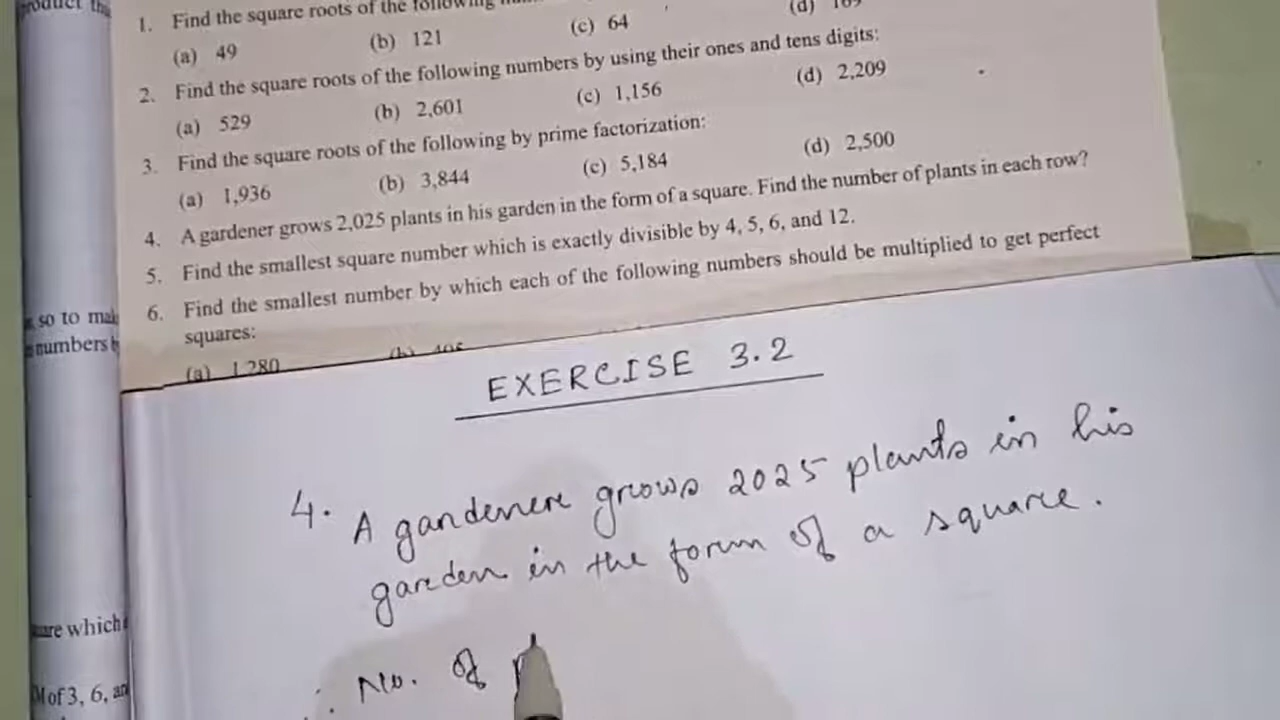 1. Find the square roots of the following
(a) 49 (b) 121 (c) 64 (d) 169
2. Find the square roots of the following numbers by using their ones and tens digits:
(a) 529 (b) 2,601 (c) 1,156 (d) 2,209
3. Find the square roots of the following by prime factorization:
(a) 1,936 (b) 3,844 (c) 5,184 (d) 2,500
4. A gardener grows 2,025 plants in his garden in the form of a square. Find the number of plants in each row?
5. Find the smallest square number which is exactly divisible by 4, 5, 6, and 12.
6. Find the smallest number by which each of the following numbers should be multiplied to get perfect
squares:
(a) 1,280 (b)
so to
numbers
EXERCISE 3.2
4. A gardener grows 2025 plants in his
garden in the form of a square.
∴ No. of
which
of 3, 6,